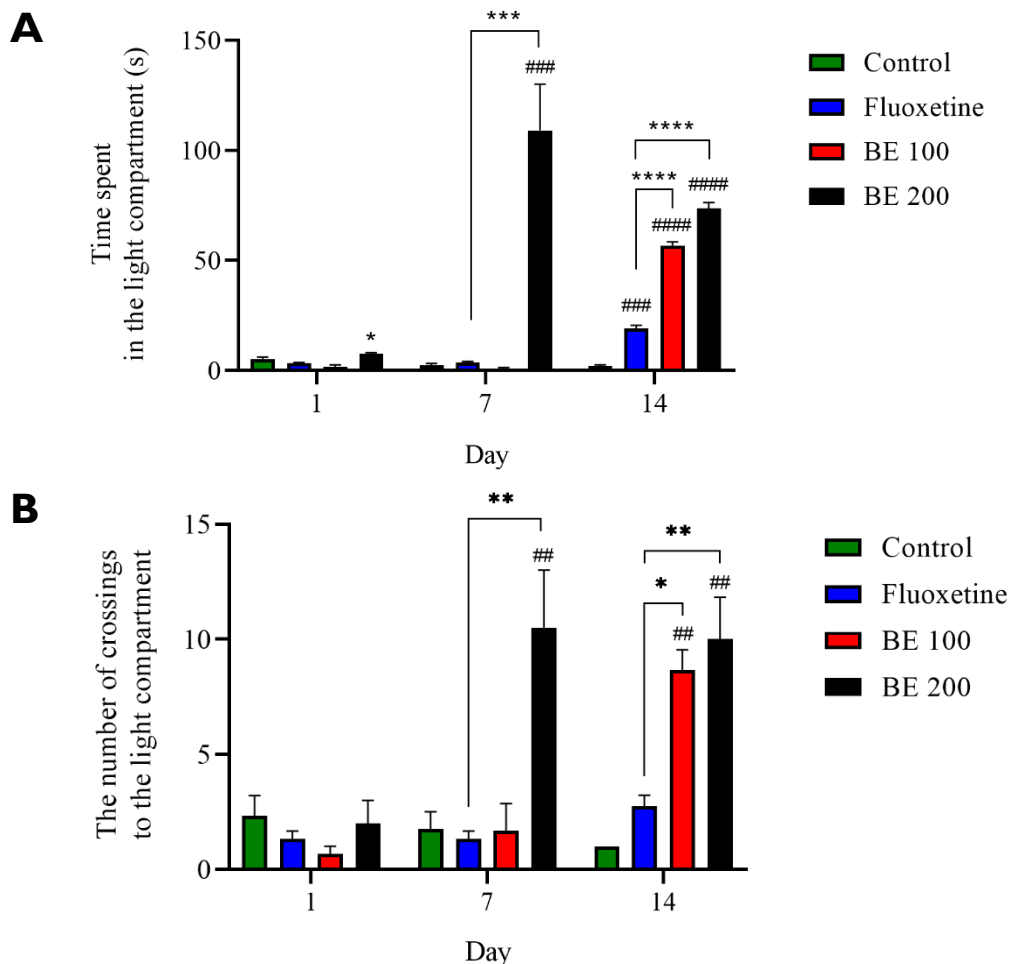 A
Time spent
in the light compartment (s)
150
100
50
0
***
###
*
****
****
####
####
###
1
7
14
Day
Control
Fluoxetine
BE 100
BE 200
B
The number of crossings
to the light compartment
15
10
5
0
**
##
**
*
##
##
1
7
14
Day
Control
Fluoxetine
BE 100
BE 200